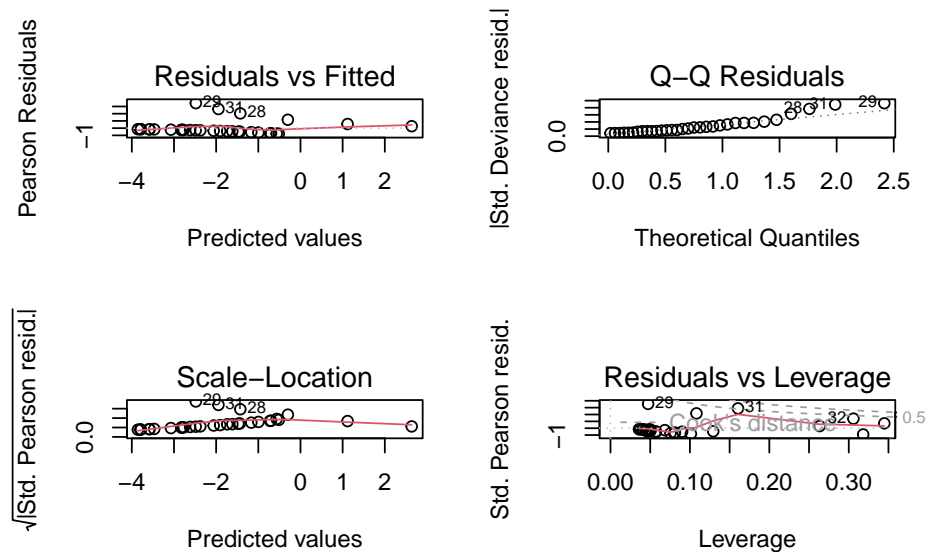 Residuals vs Fitted
Pearson Residuals
−1
29
31
28
−4 −2 0 1 2
Predicted values
Q−Q Residuals
|Std. Deviance resid.|
0.0
28
31
29
0.0 0.5 1.0 1.5 2.0 2.5
Theoretical Quantiles
Scale−Location
√|Std. Pearson resid.|
0.0
29
31
28
−4 −2 0 1 2
Predicted values
Residuals vs Leverage
Std. Pearson resid.
−1
29
31
32
Cook's distance
0.5
0.00 0.10 0.20 0.30
Leverage